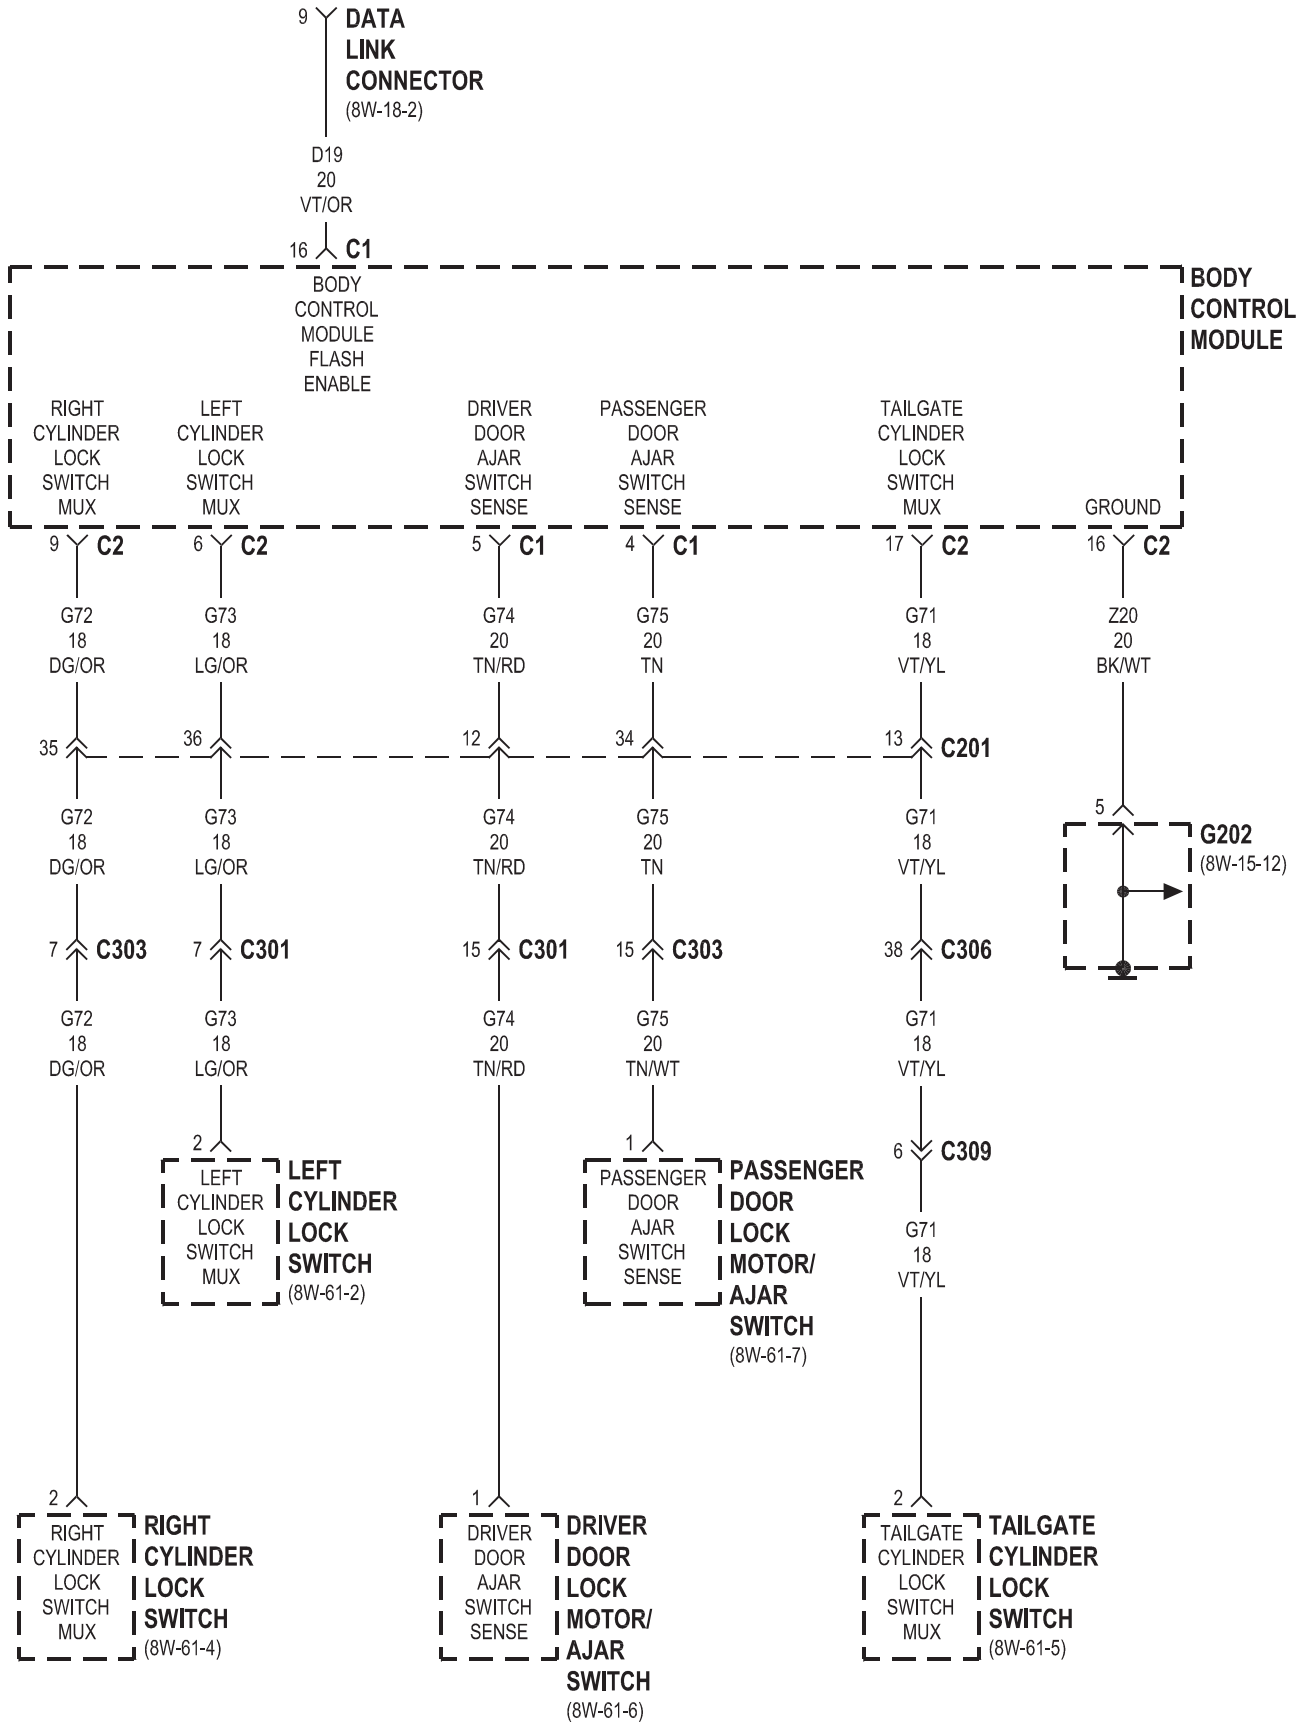 9
DATA
LINK
CONNECTOR
(8W-18-2)
D19
20
VT/OR
16 C1
BODY
CONTROL
MODULE
FLASH
ENABLE
BODY
CONTROL
MODULE
RIGHT
CYLINDER
LOCK
SWITCH
MUX
LEFT
CYLINDER
LOCK
SWITCH
MUX
DRIVER
DOOR
AJAR
SWITCH
SENSE
PASSENGER
DOOR
AJAR
SWITCH
SENSE
TAILGATE
CYLINDER
LOCK
SWITCH
MUX
GROUND
9 C2
6 C2
5 C1
4 C1
17 C2
16 C2
G72
18
DG/OR
G73
18
LG/OR
G74
20
TN/RD
G75
20
TN
G71
18
VT/YL
Z20
20
BK/WT
35
36
12
34
13 C201
G72
18
DG/OR
G73
18
LG/OR
G74
20
TN/RD
G75
20
TN
G71
18
VT/YL
5
G202
(8W-15-12)
7 C303
7 C301
15 C301
15 C303
38 C306
G72
18
DG/OR
G73
18
LG/OR
G74
20
TN/RD
G75
20
TN/WT
G71
18
VT/YL
2
LEFT
CYLINDER
LOCK
SWITCH
MUX
LEFT
CYLINDER
LOCK
SWITCH
(8W-61-2)
1
PASSENGER
DOOR
AJAR
SWITCH
SENSE
PASSENGER
DOOR
LOCK
MOTOR/
AJAR
SWITCH
(8W-61-7)
6 C309
G71
18
VT/YL
2
RIGHT
CYLINDER
LOCK
SWITCH
MUX
RIGHT
CYLINDER
LOCK
SWITCH
(8W-61-4)
1
DRIVER
DOOR
AJAR
SWITCH
SENSE
DRIVER
DOOR
LOCK
MOTOR/
AJAR
SWITCH
(8W-61-6)
2
TAILGATE
CYLINDER
LOCK
SWITCH
MUX
TAILGATE
CYLINDER
LOCK
SWITCH
(8W-61-5)